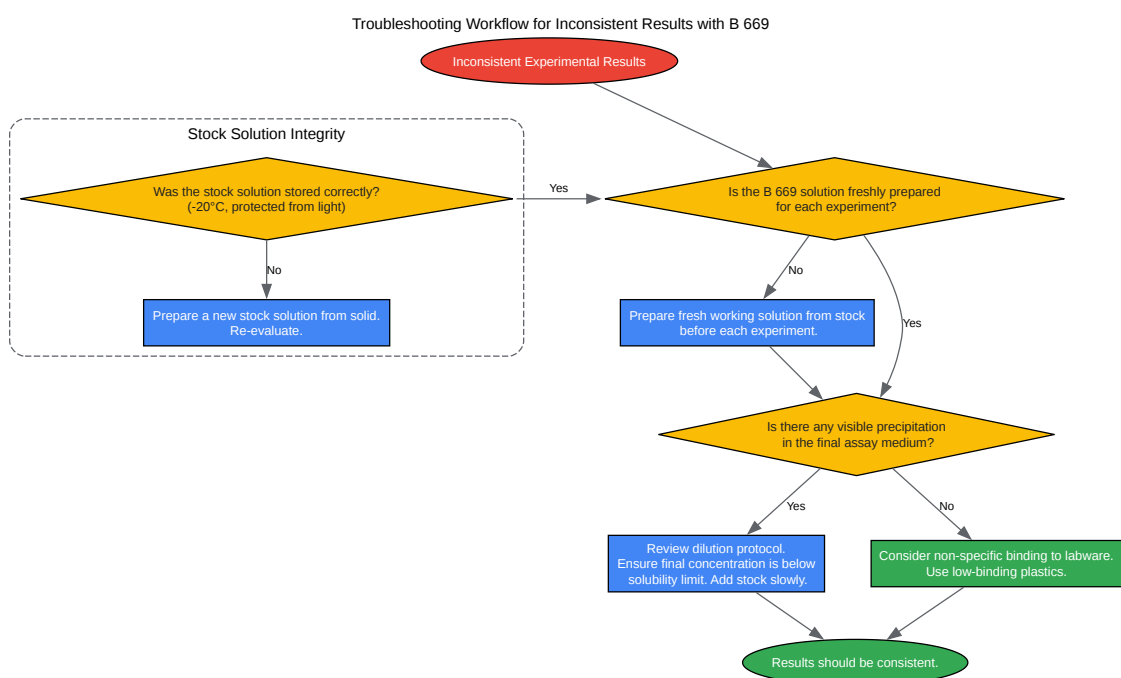 Troubleshooting Workflow for Inconsistent Results with B 669
Inconsistent Experimental Results
Stock Solution Integrity
Was the stock solution stored correctly?
(-20°C, protected from light)
Yes
Is the B 669 solution freshly prepared
for each experiment?
No
No
Prepare a new stock solution from solid.
Re-evaluate.
Prepare fresh working solution from stock
before each experiment.
Yes
Is there any visible precipitation
in the final assay medium?
Yes
No
Review dilution protocol.
Ensure final concentration is below
solubility limit. Add stock slowly.
Consider non-specific binding to labware.
Use low-binding plastics.
Results should be consistent.